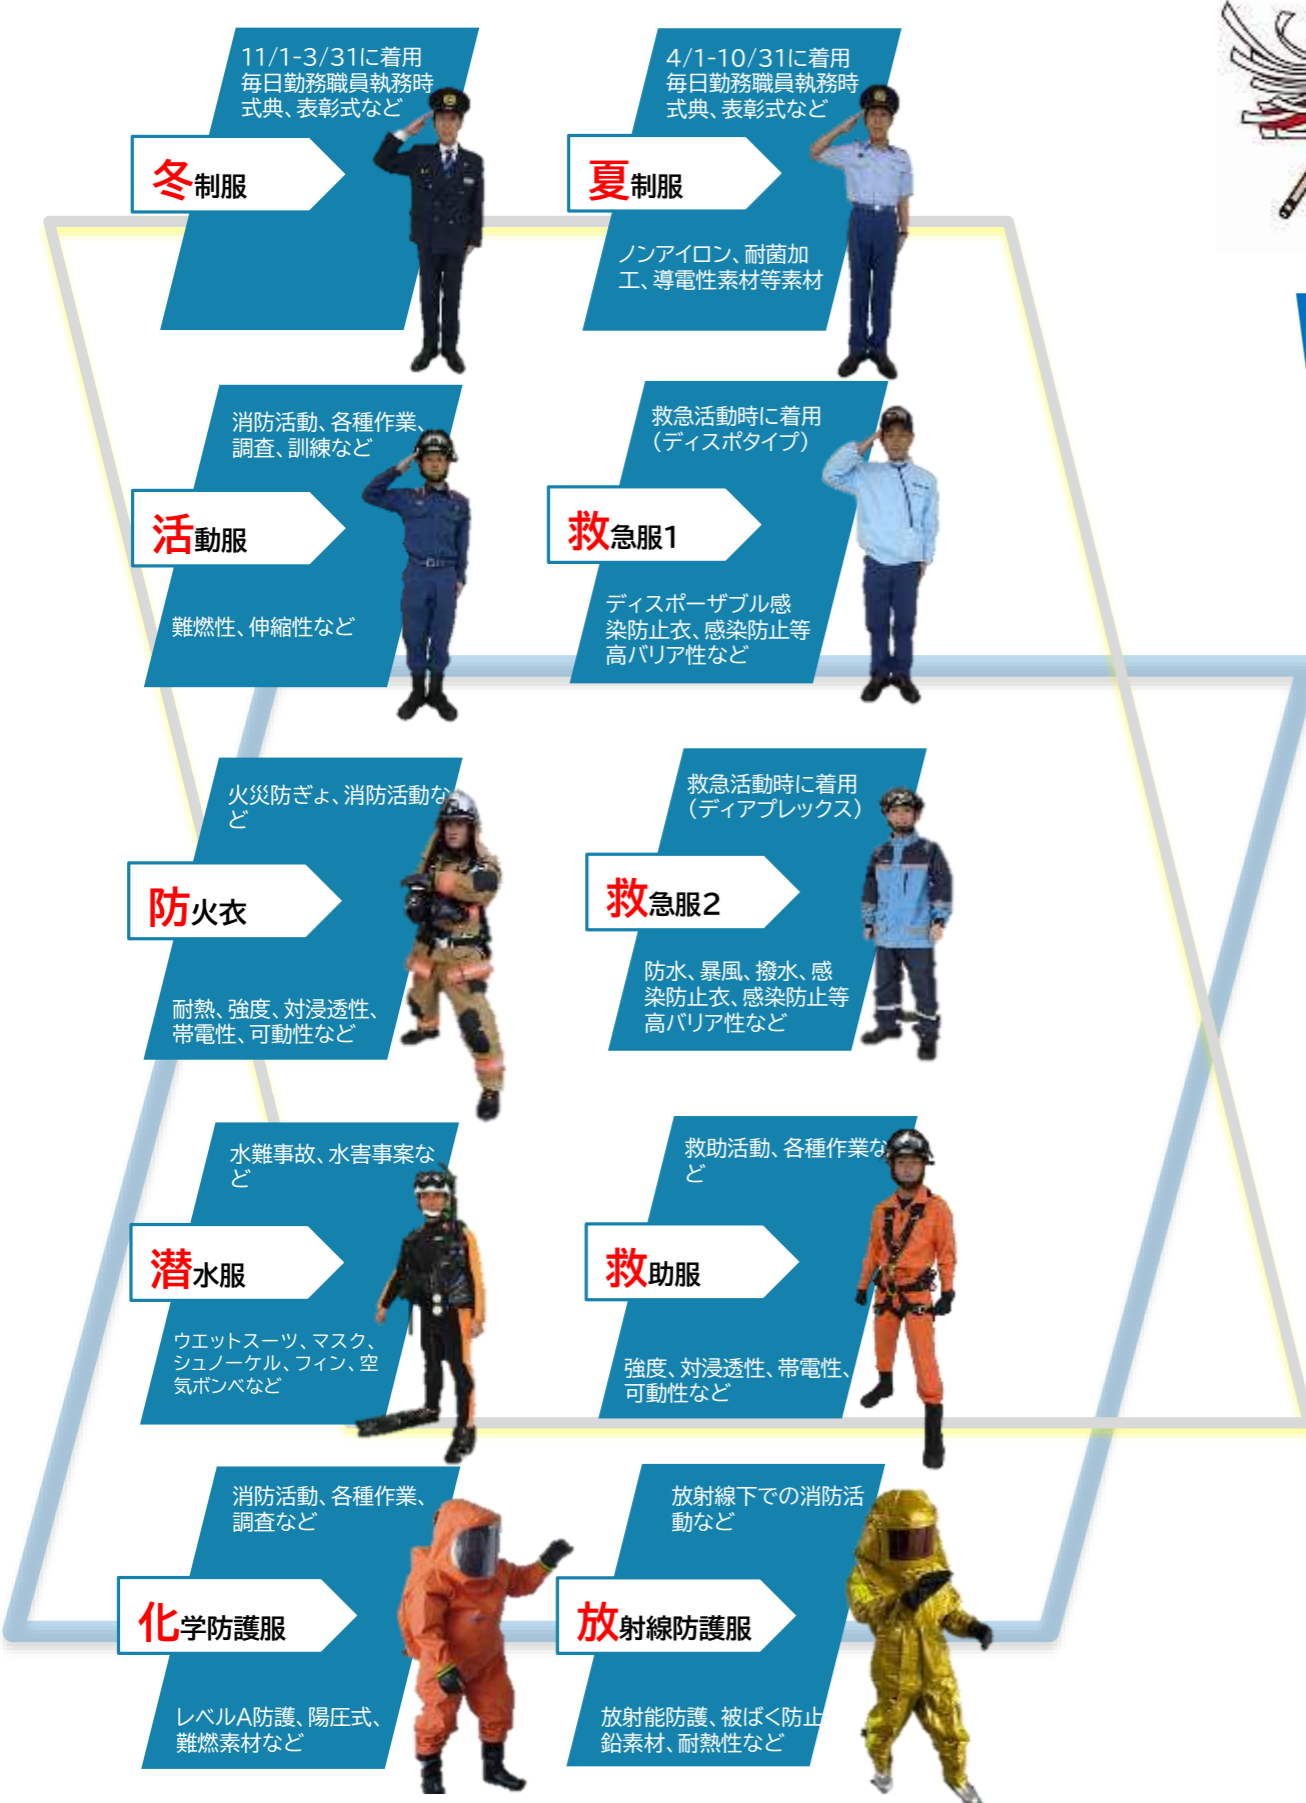 11/1-3/31に着用
毎日勤務職員執務時
式典、表彰式など
冬制服
4/1-10/31に着用
毎日勤務職員執務時
式典、表彰式など
夏制服
ノンアイロン、耐菌加
工、導電性素材等素材
消防活動、各種作業、
調査、訓練など
活動服
難燃性、伸縮性など
救急活動時に着用
(ディスポタイプ)
救急服1
ディスポーザブル感
染防止衣、感染防止等
高バリア性など
火災防ぎょ、消防活動な
ど
防火衣
耐熱、強度、対浸透性、
帯電性、可動性など
救急活動時に着用
(ディアプレックス)
救急服2
防水、暴風、撥水、感
染防止衣、感染防止等
高バリア性など
水難事故、水害事案な
ど
潜水服
ウエットスーツ、マスク、
シュノーケル、フィン、空
気ボンベなど
救助活動、各種作業な
ど
救助服
強度、対浸透性、帯電性、
可動性など
消防活動、各種作業、
調査など
化学防護服
レベルA防護、陽圧式、
難燃素材など
放射線下での消防活
動など
放射線防護服
放射能防護、被ばく防止
鉛素材、耐熱性など